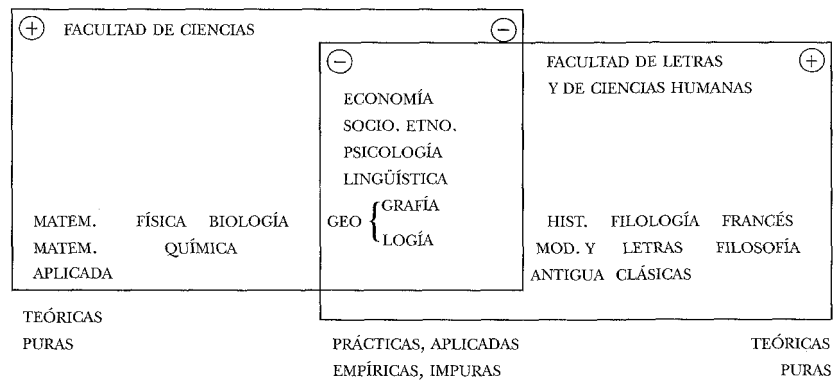 + FACULTAD DE CIENCIAS −
− FACULTAD DE LETRAS +
Y DE CIENCIAS HUMANAS
ECONOMÍA
SOCIO. ETNO.
PSICOLOGÍA
LINGÜÍSTICA
GEO { GRAFÍA
LOGÍA
MATEM. FÍSICA BIOLOGÍA
MATEM. QUÍMICA
APLICADA
HIST. FILOLOGÍA FRANCÉS
MOD. Y LETRAS FILOSOFÍA
ANTIGUA CLÁSICAS
TEÓRICAS
PURAS
PRÁCTICAS, APLICADAS
EMPÍRICAS, IMPURAS
TEÓRICAS
PURAS